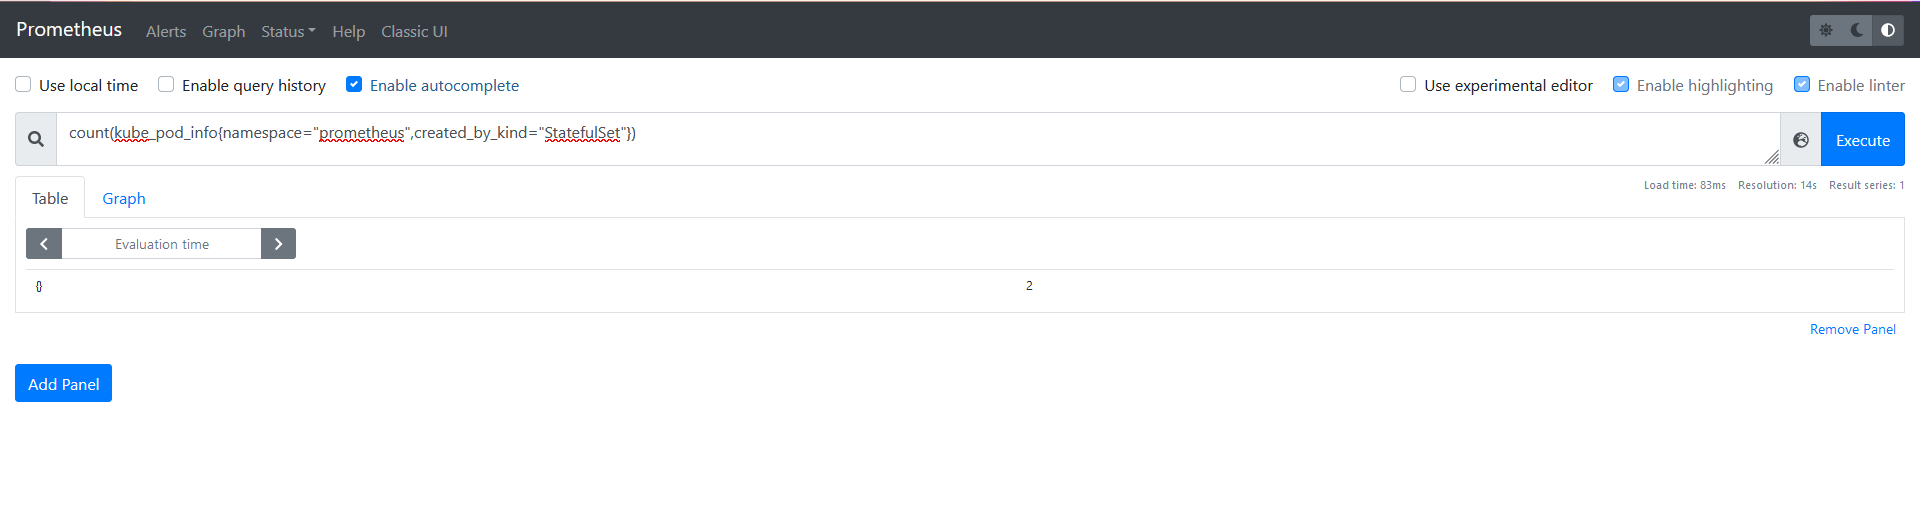 Prometheus Alerts Graph Status Help Classic UI
Use local time Enable query history Enable autocomplete Use experimental editor Enable highlighting Enable linter
count(kube_pod_info{namespace="prometheus",created_by_kind="StatefulSet"}) Execute
Table Graph Load time: 83ms Resolution: 14s Result series: 1
Evaluation time
{} 2
Remove Panel
Add Panel